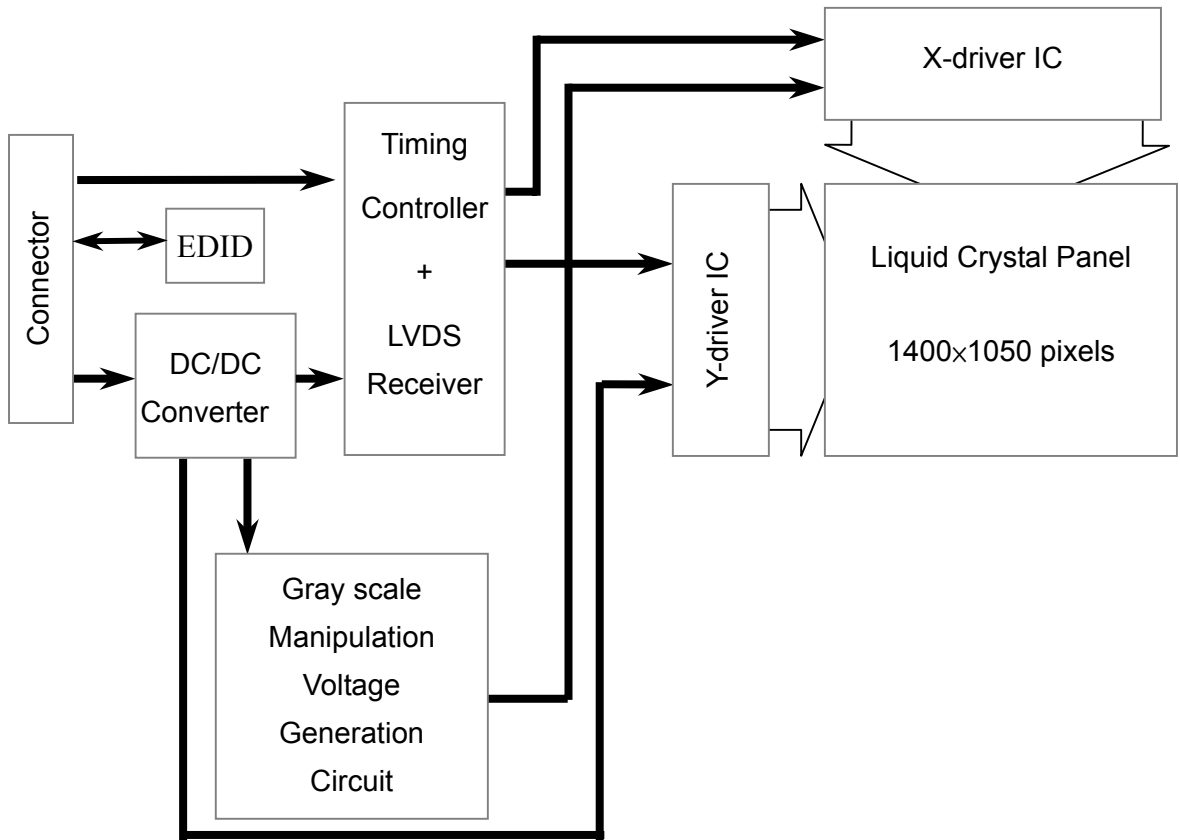 X-driver IC
Timing
Controller
+
LVDS
Receiver
Connector
EDID
DC/DC
Converter
Y-driver IC
Liquid Crystal Panel
1400×1050 pixels
Gray scale
Manipulation
Voltage
Generation
Circuit